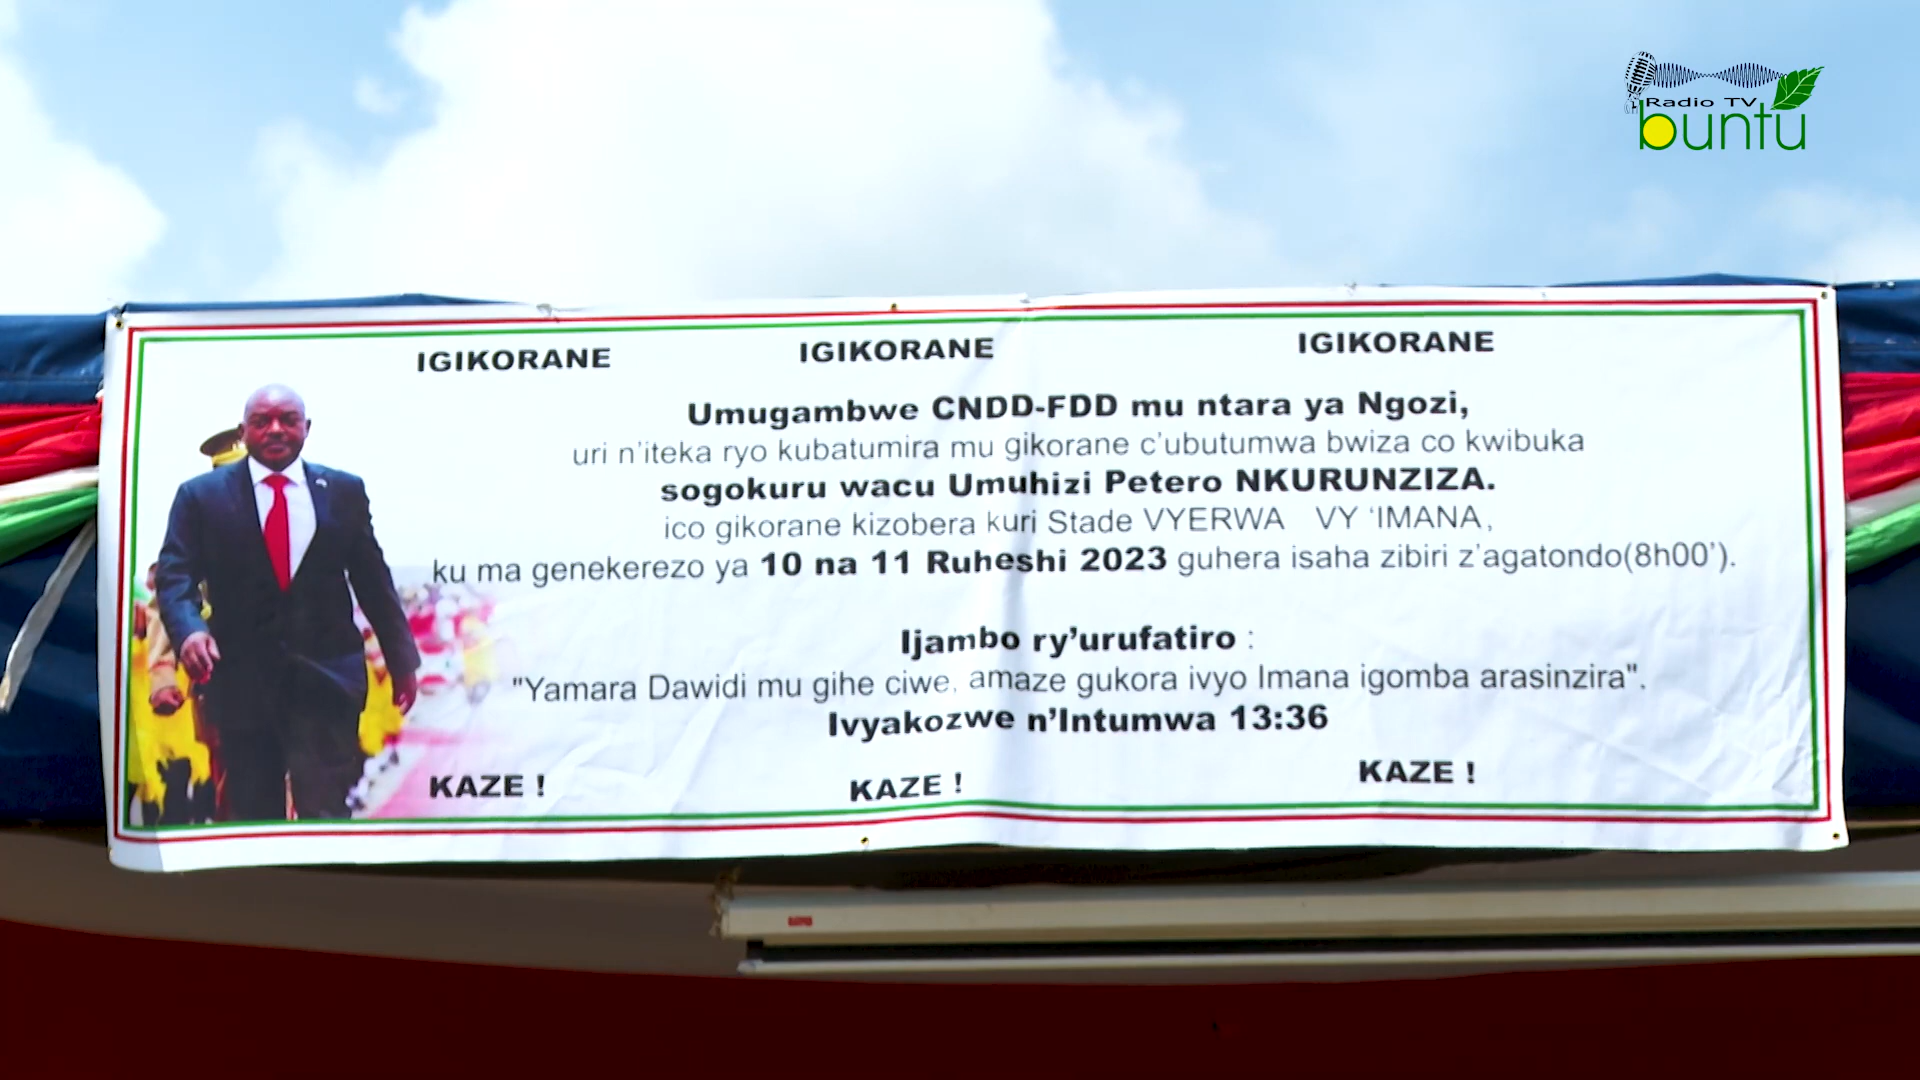 Radio TV
buntu
IGIKORANE IGIKORANE IGIKORANE
Umugambwe CNDD-FDD mu ntara ya Ngozi,
uri n'iteka ryo kubatumira mu gikorane c'ubutumwa bwiza co kwibuka
sogokuru wacu Umuhizi Petero NKURUNZIZA.
ico gikorane kizobera kuri Stade VYERWA VY 'IMANA,
ku ma genekerezo ya 10 na 11 Ruheshi 2023 guhera isaha zibiri z'agatondo(8h00').
Ijambo ry'urufatiro :
"Yamara Dawidi mu gihe ciwe, amaze gukora ivyo Imana igomba arasinzira".
Ivyakozwe n'Intumwa 13:36
KAZE ! KAZE ! KAZE !